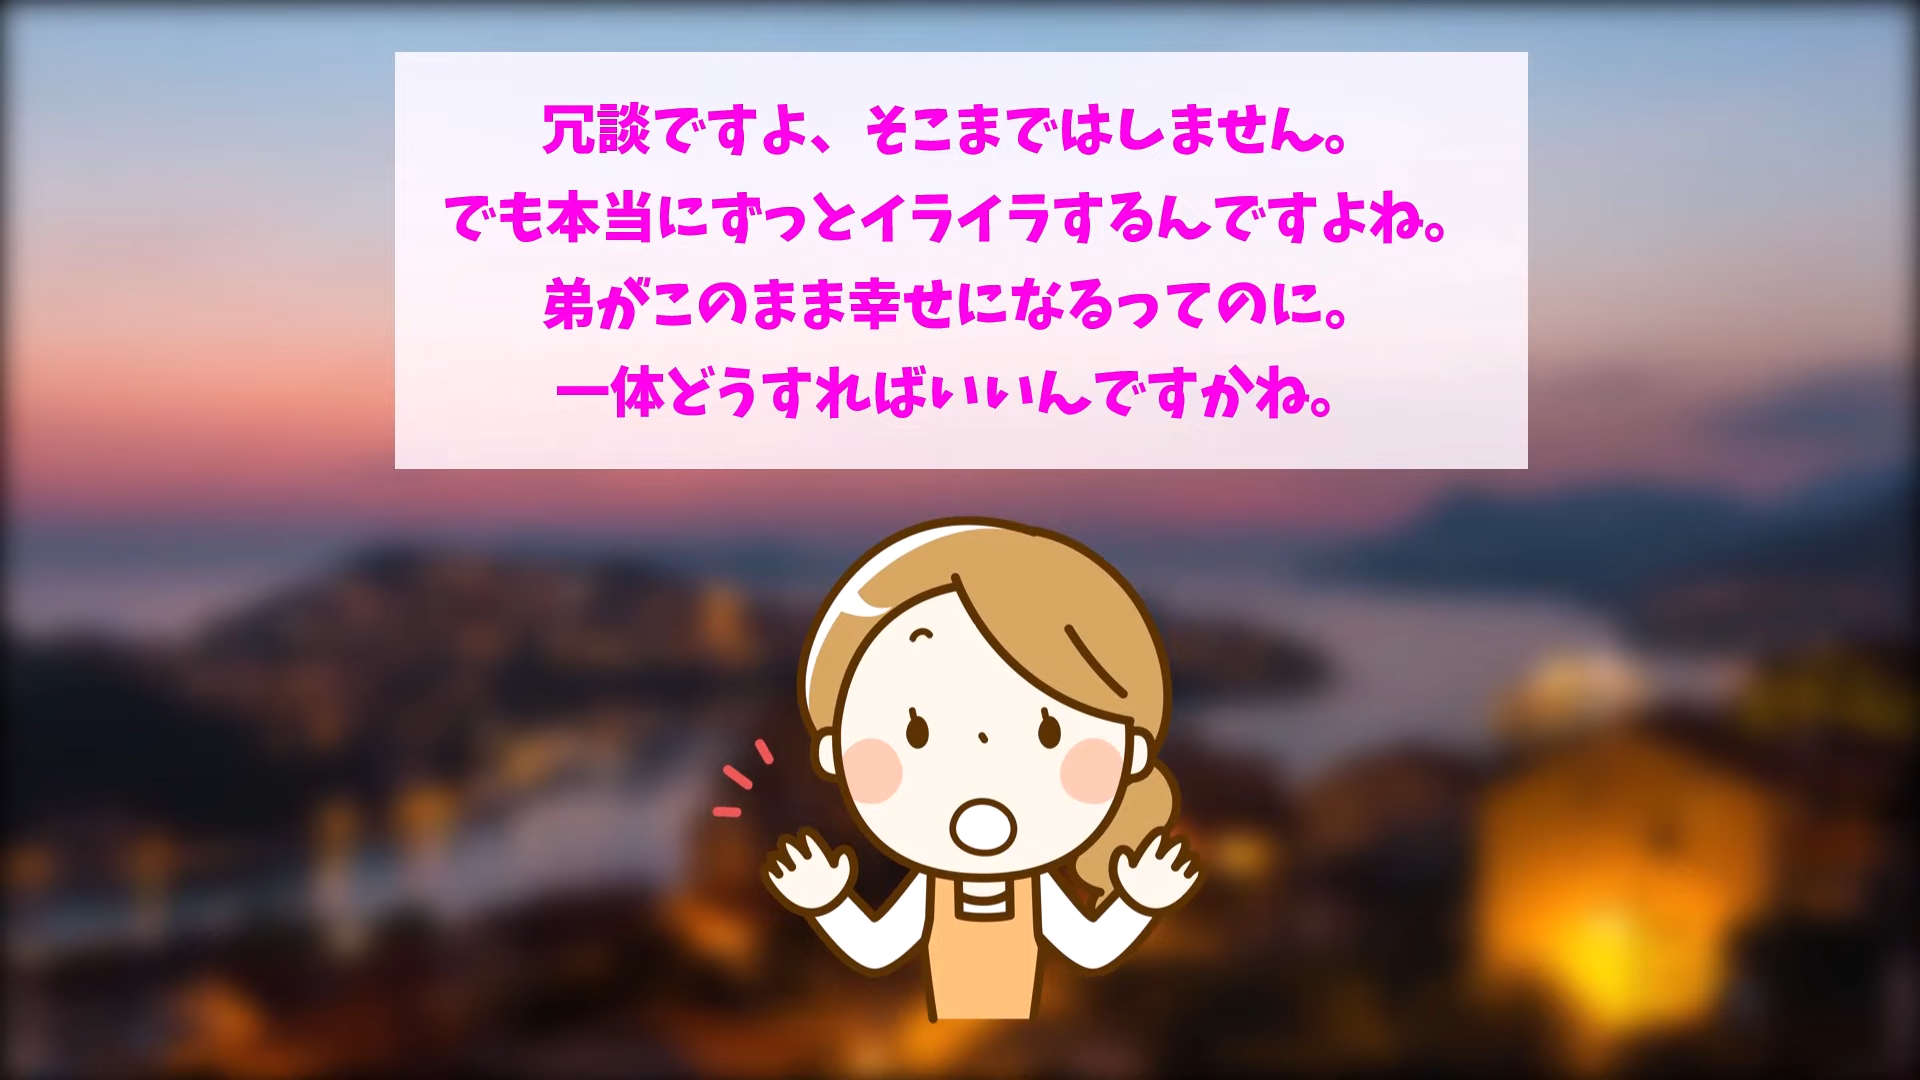 冗談ですよ、そこまではしません。
でも本当にずっとイライラするんですよね。
弟がこのまま幸せになるってのに。
一体どうすればいいんですかね。